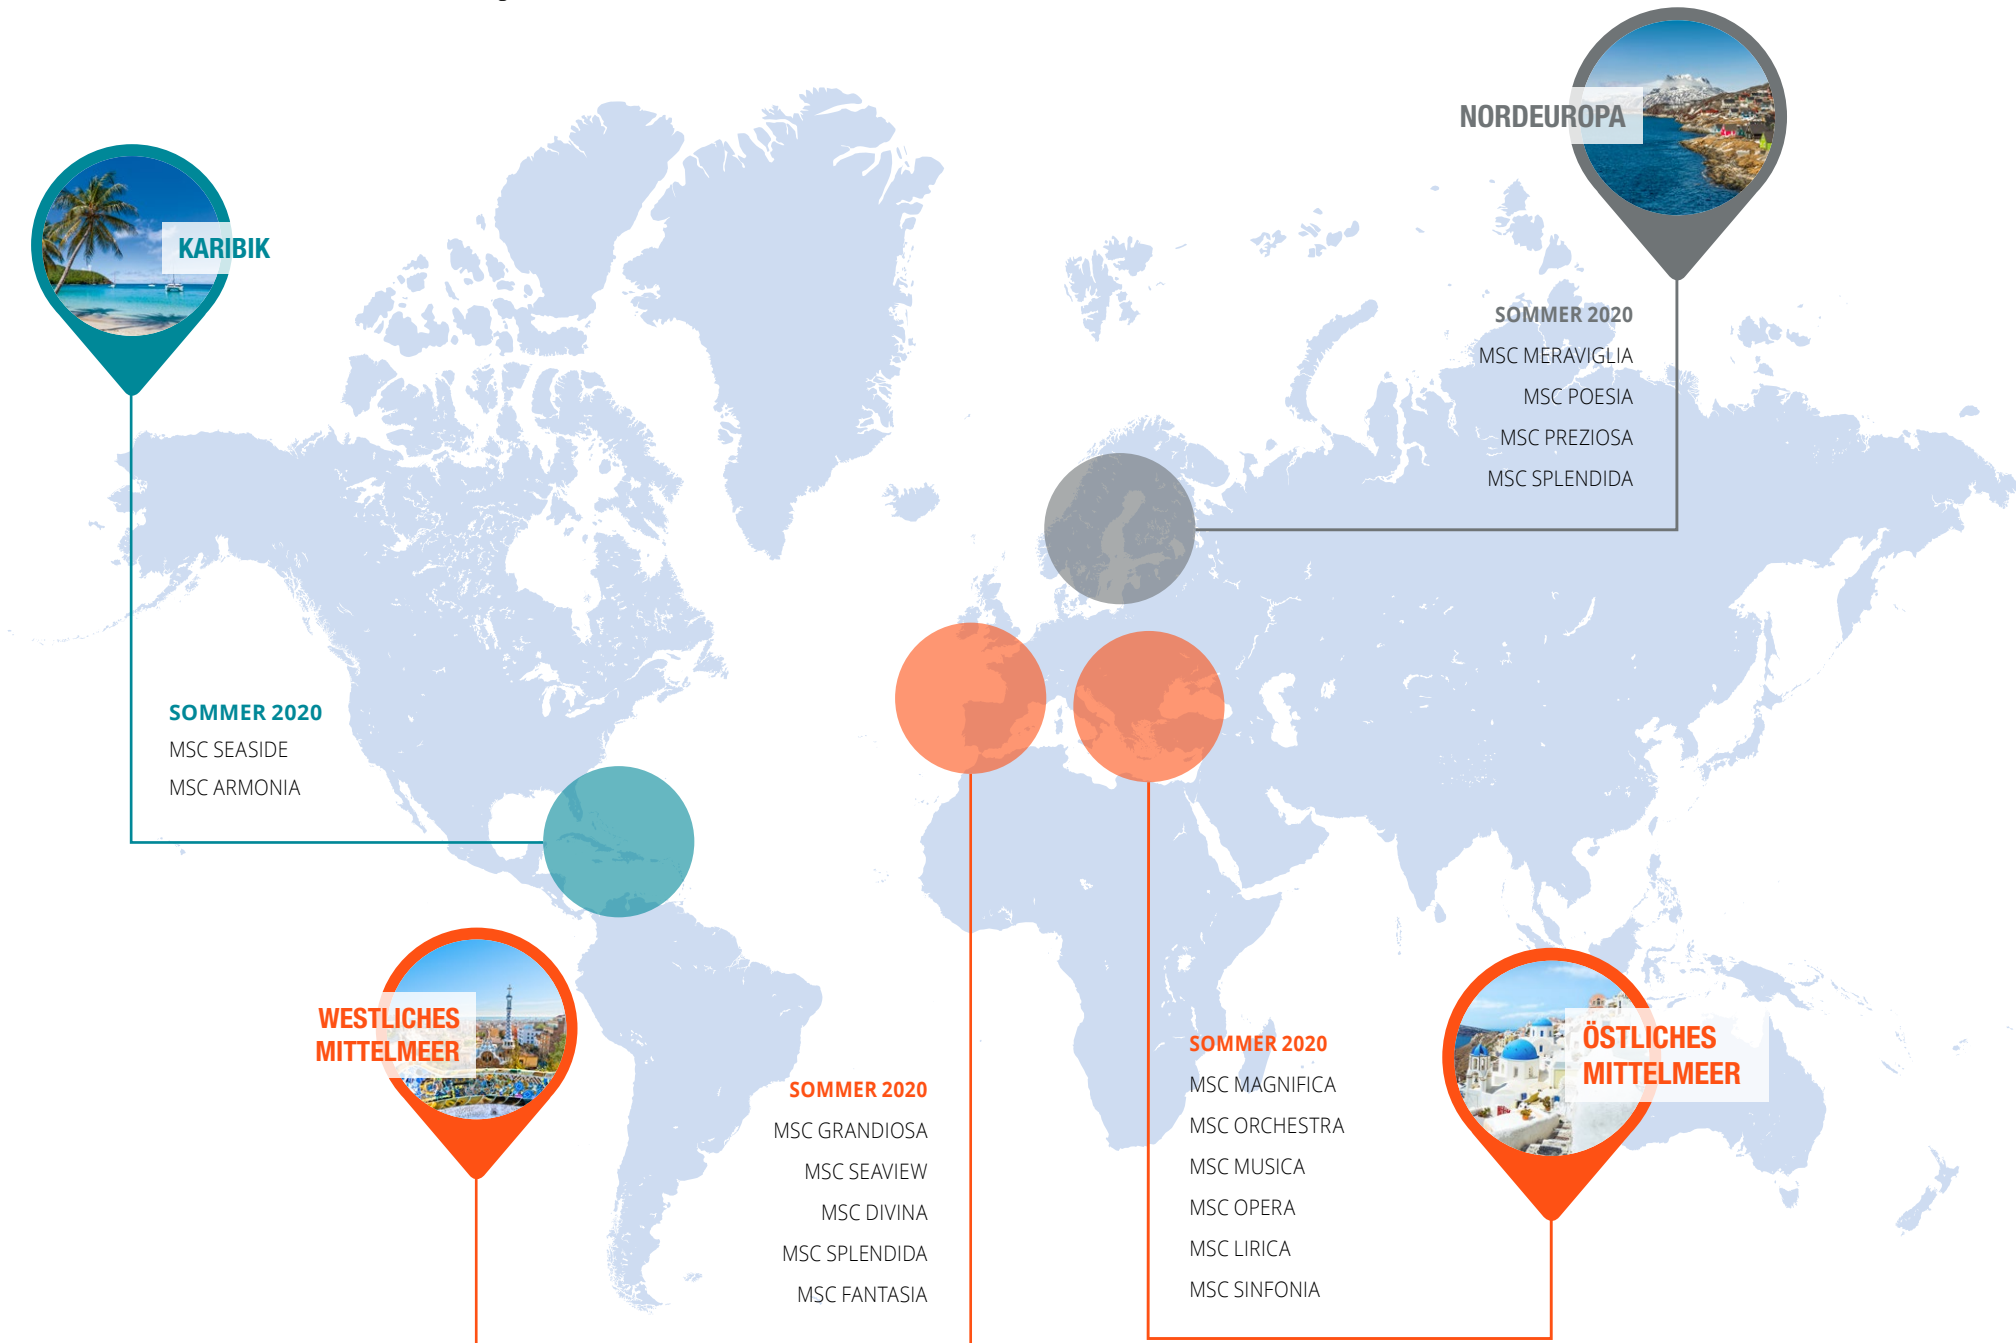 NORDEUROPA
SOMMER 2020
MSC MERAVIGLIA
MSC POESIA
MSC PREZIOSA
MSC SPLENDIDA
KARIBIK
SOMMER 2020
MSC SEASIDE
MSC ARMONIA
WESTLICHES
MITTELMEER
SOMMER 2020
MSC GRANDIOSA
MSC SEAVIEW
MSC DIVINA
MSC SPLENDIDA
MSC FANTASIA
SOMMER 2020
MSC MAGNIFICA
MSC ORCHESTRA
MSC MUSICA
MSC OPERA
MSC LIRICA
MSC SINFONIA
ÖSTLICHES
MITTELMEER